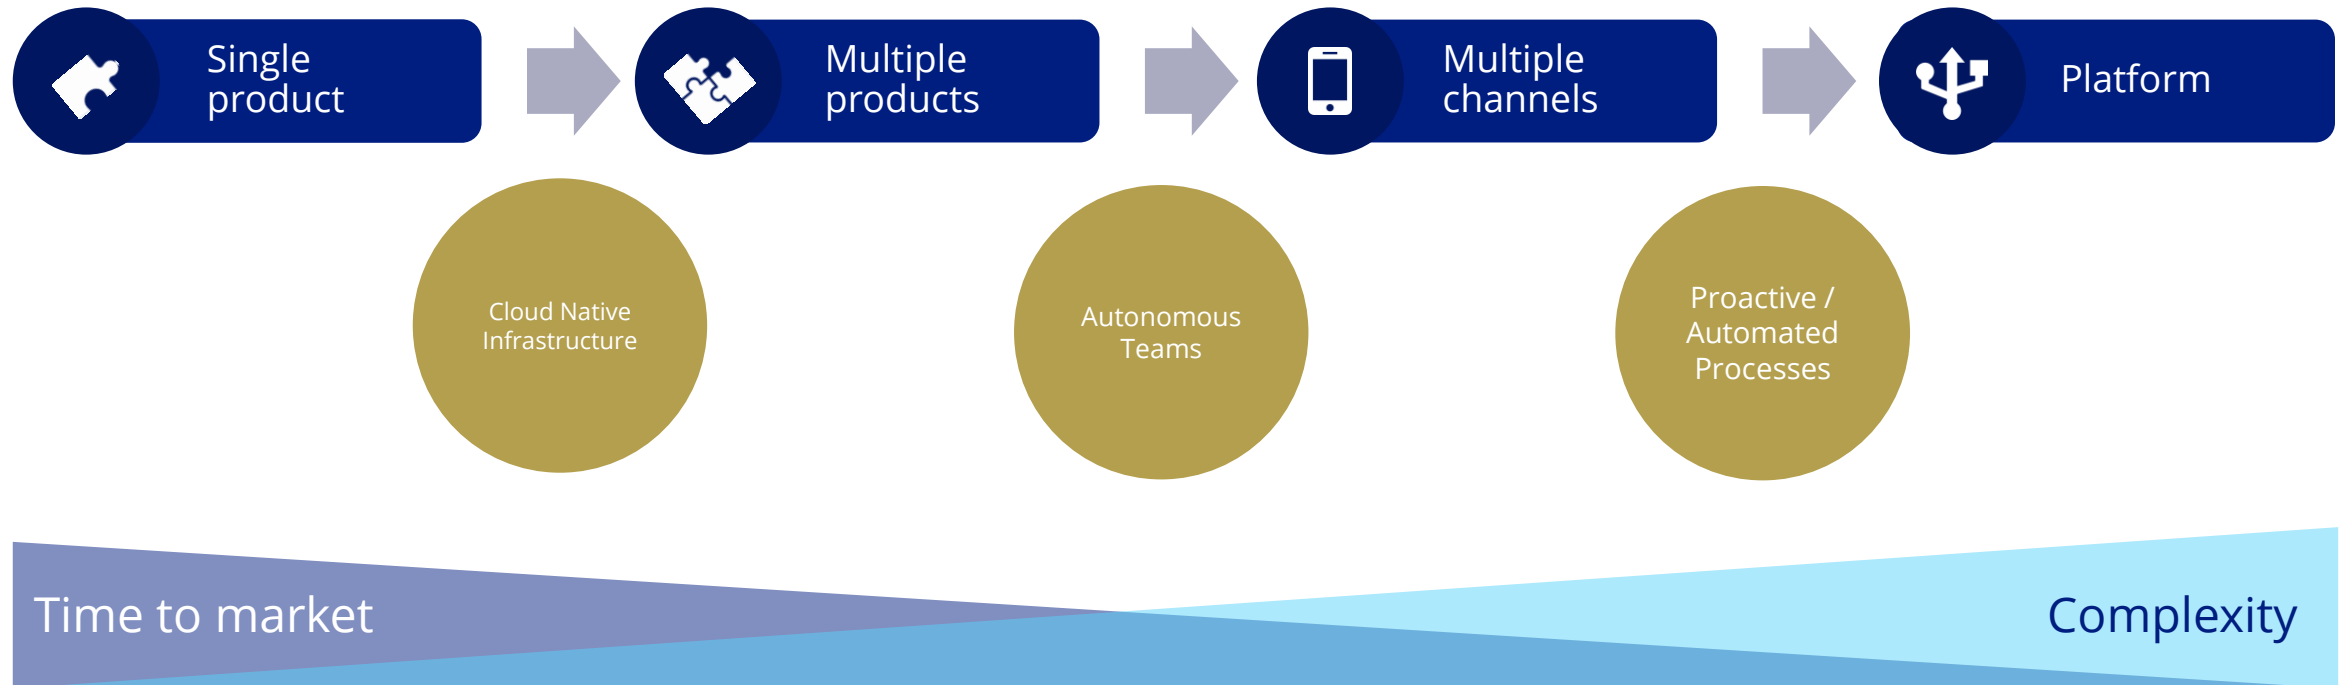 Single
product
Multiple
products
Multiple
channels
Platform
Cloud Native
Infrastructure
Autonomous
Teams
Proactive /
Automated
Processes
Time to market
Complexity